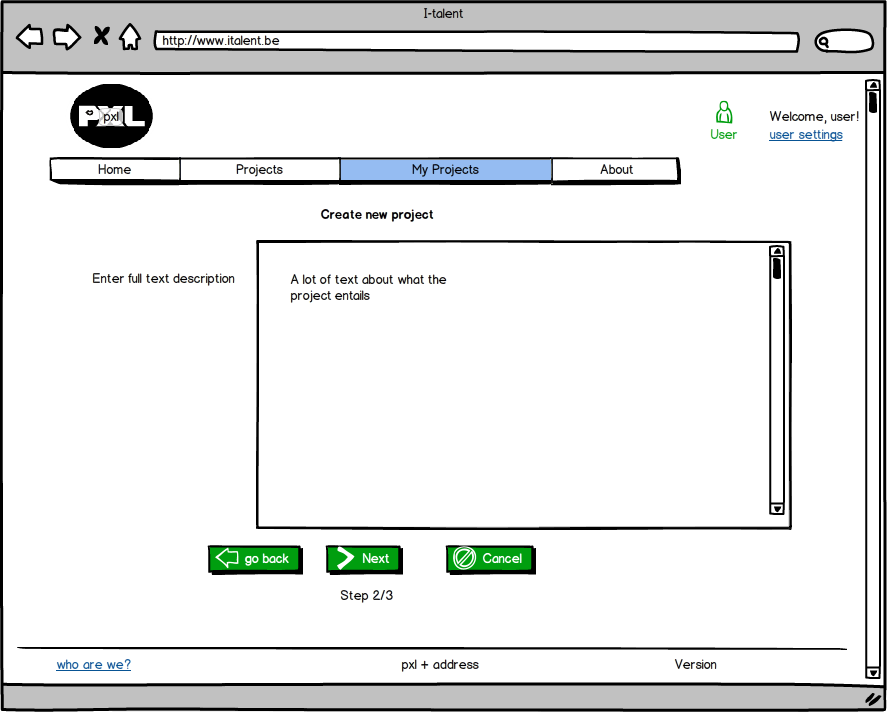 I-talent
http://www.italent.be
PXL
pxl
User
Welcome, user!
user settings
Home
Projects
My Projects
About
Create new project
Enter full text description
A lot of text about what the
project entails
go back
Next
Cancel
Step 2/3
who are we?
pxl + address
Version